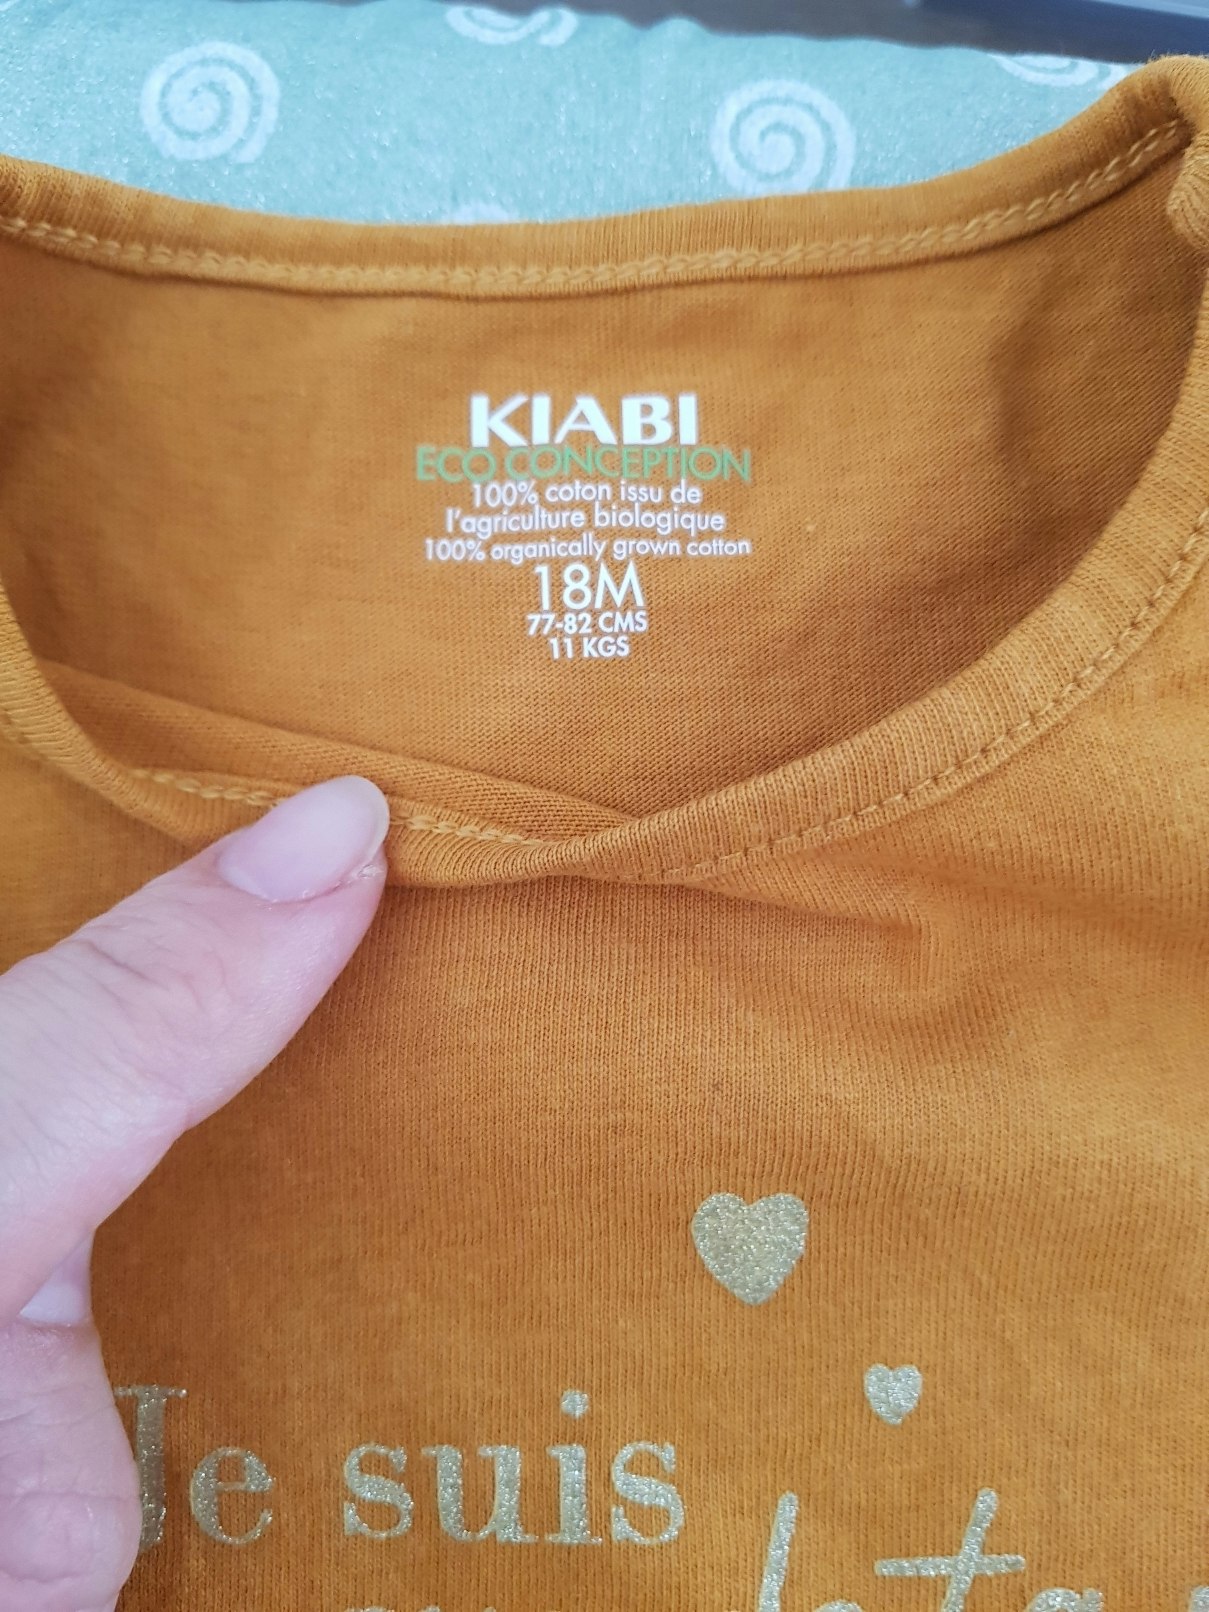 KIABI
ECO CONCEPTION
100% coton issu de
l'agriculture biologique
100% organically grown cotton
18M
77-82 CMS
11 KGS
Je suis